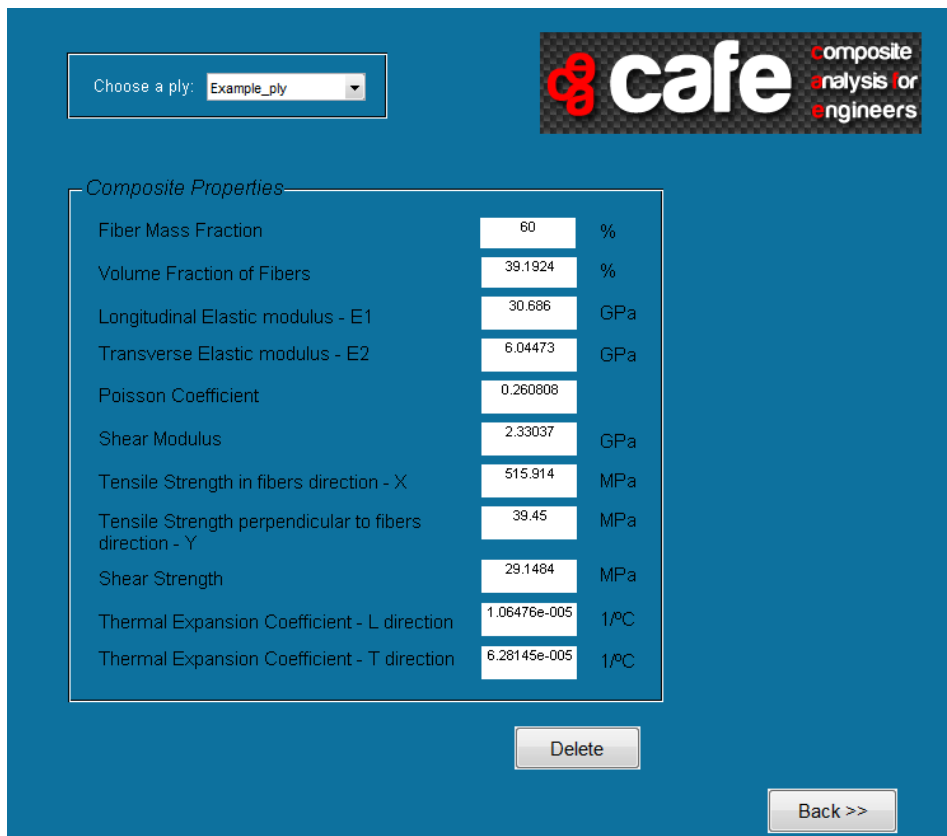 Choose a ply: Example_ply
cafe
composite
analysis for
engineers
Composite Properties
Fiber Mass Fraction 60 %
Volume Fraction of Fibers 39.1924 %
Longitudinal Elastic modulus - E1 30.686 GPa
Transverse Elastic modulus - E2 6.04473 GPa
Poisson Coefficient 0.260808
Shear Modulus 2.33037 GPa
Tensile Strength in fibers direction - X 515.914 MPa
Tensile Strength perpendicular to fibers 39.45 MPa
direction - Y
Shear Strength 29.1484 MPa
Thermal Expansion Coefficient - L direction 1.06476e-005 1/ºC
Thermal Expansion Coefficient - T direction 6.28145e-005 1/ºC
Delete
Back >>